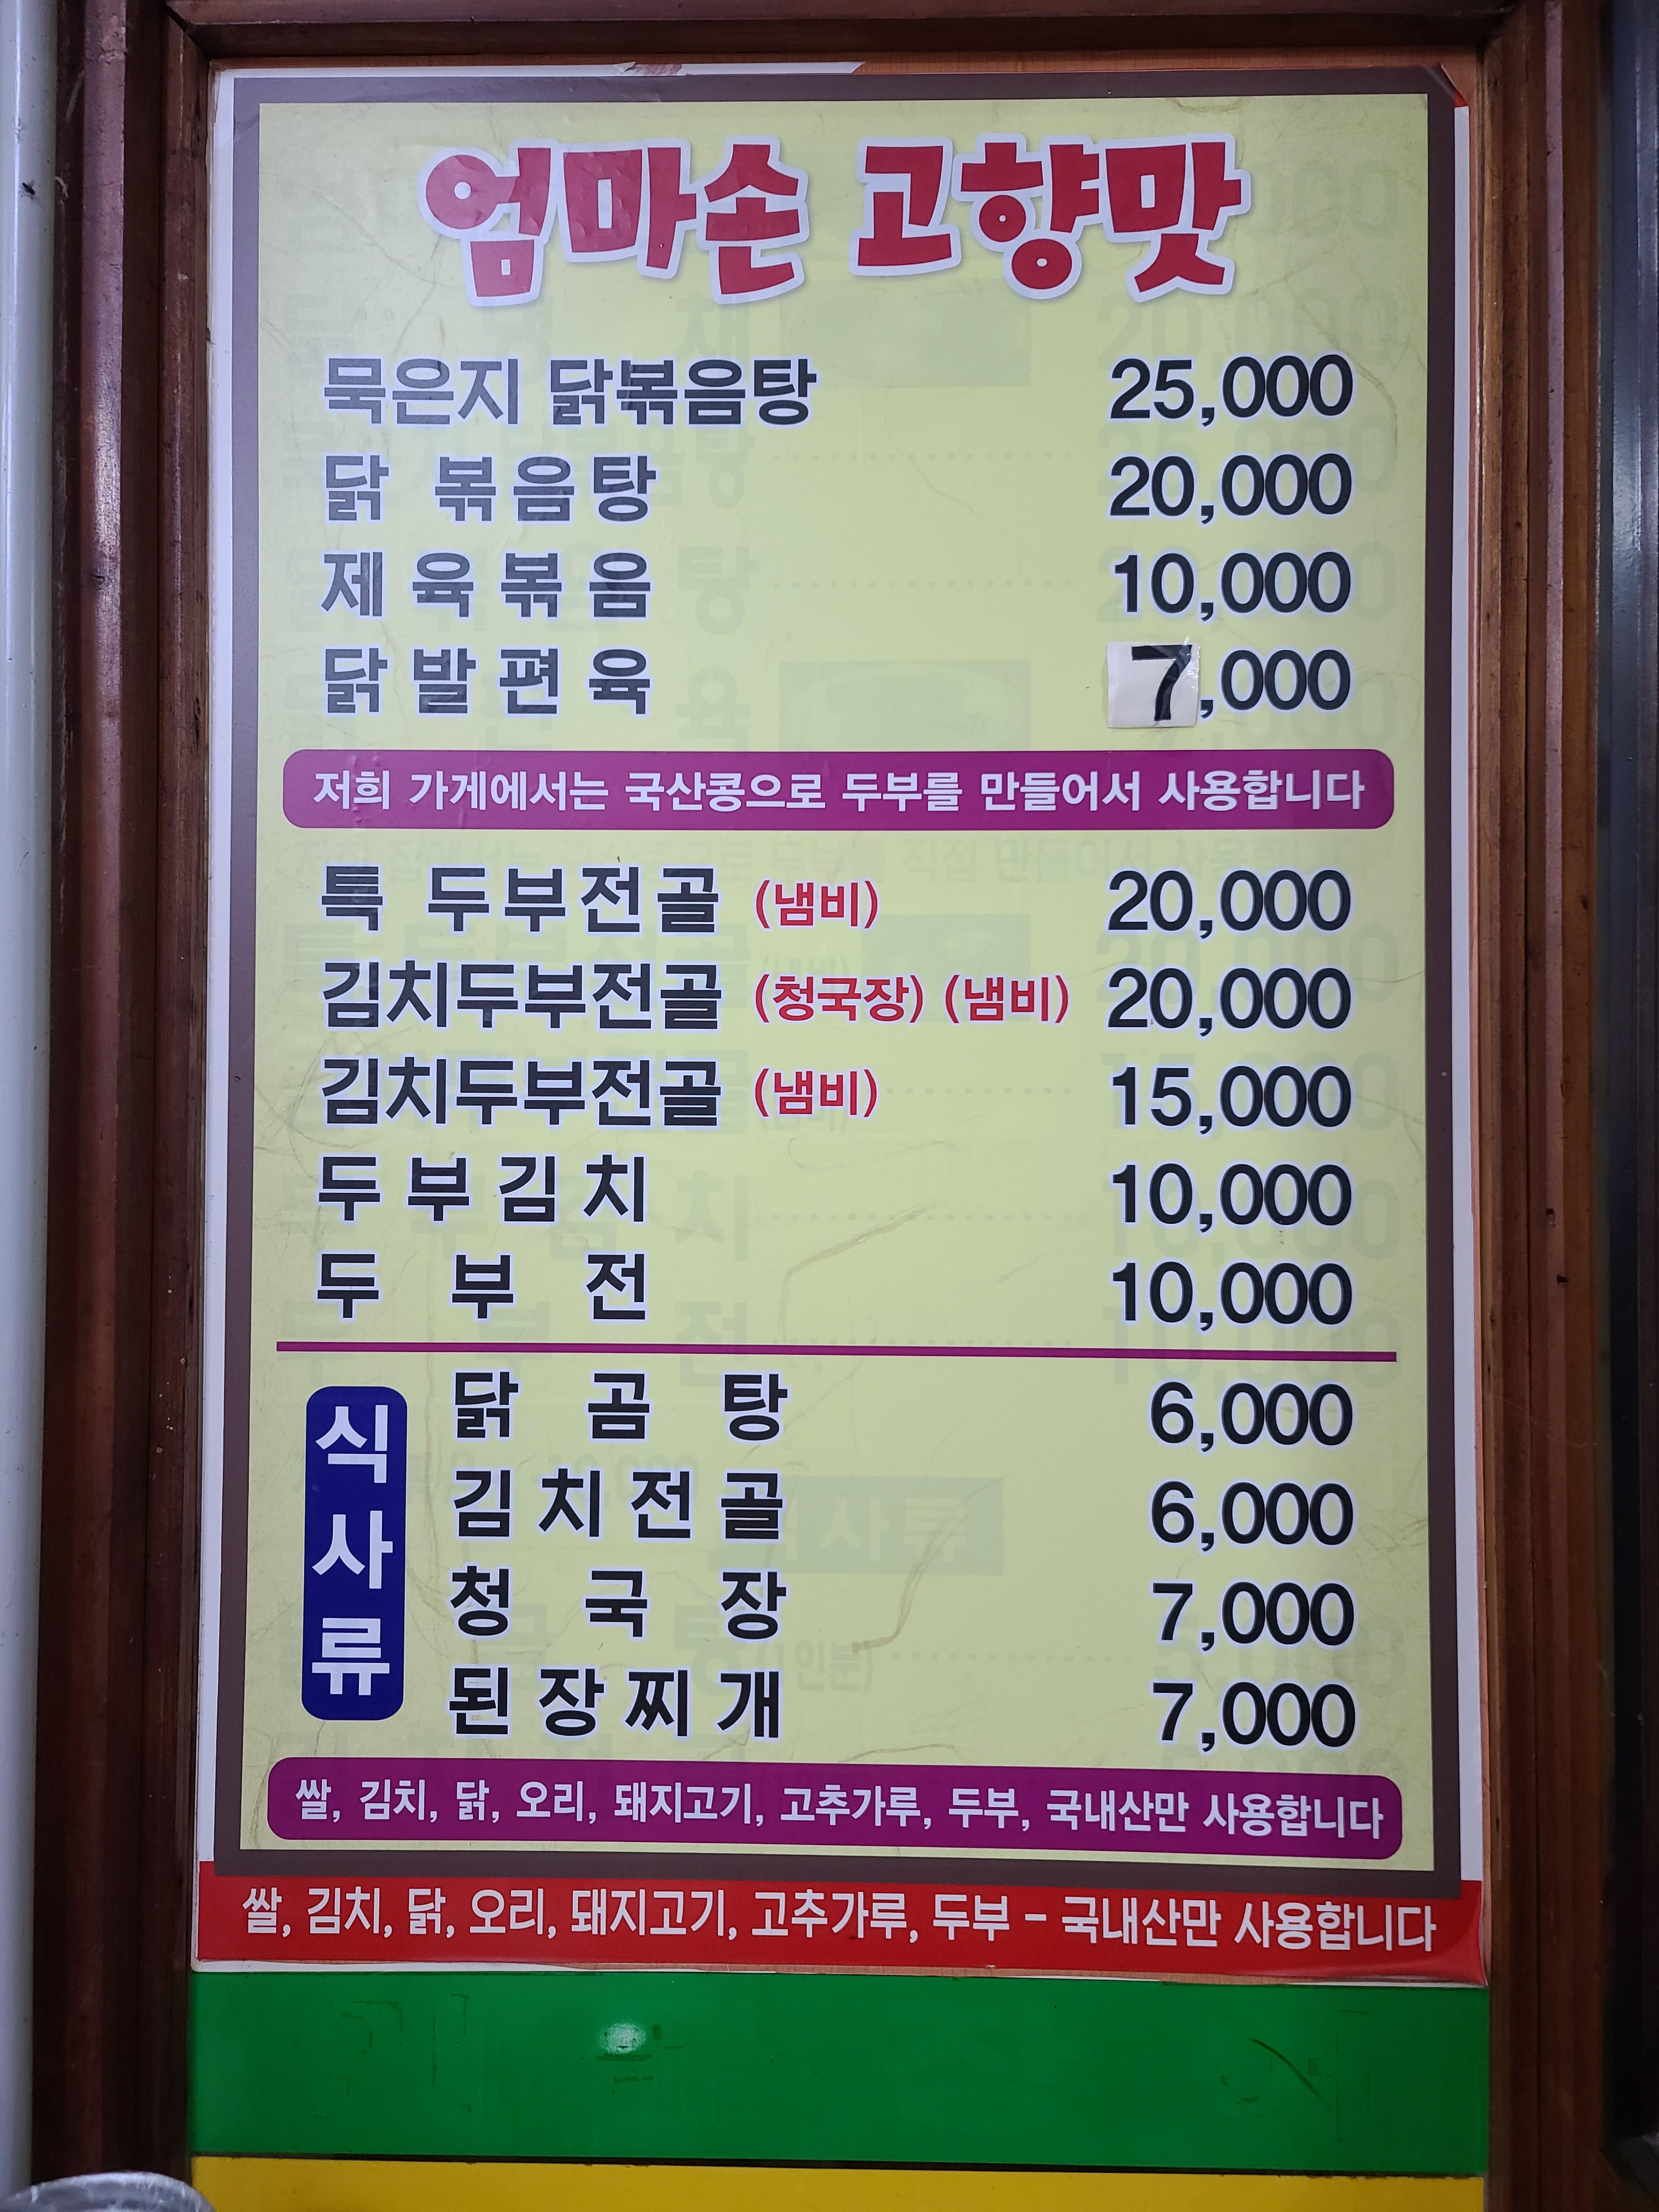 엄마손 고향맛
묵은지 닭볶음탕 25,000
닭 볶음탕 20,000
제육볶음 10,000
닭발편육 7,000
저희 가게에서는 국산콩으로 두부를 만들어서 사용합니다
특 두부전골 (냄비) 20,000
김치두부전골 (청국장) (냄비) 20,000
김치두부전골 (냄비) 15,000
두부김치 10,000
두부전 10,000
식사류
닭곰탕 6,000
김치전골 6,000
청국장 7,000
된장찌개 7,000
쌀, 김치, 닭, 오리, 돼지고기, 고추가루, 두부, 국내산만 사용합니다
쌀, 김치, 닭, 오리, 돼지고기, 고추가루, 두부 - 국내산만 사용합니다